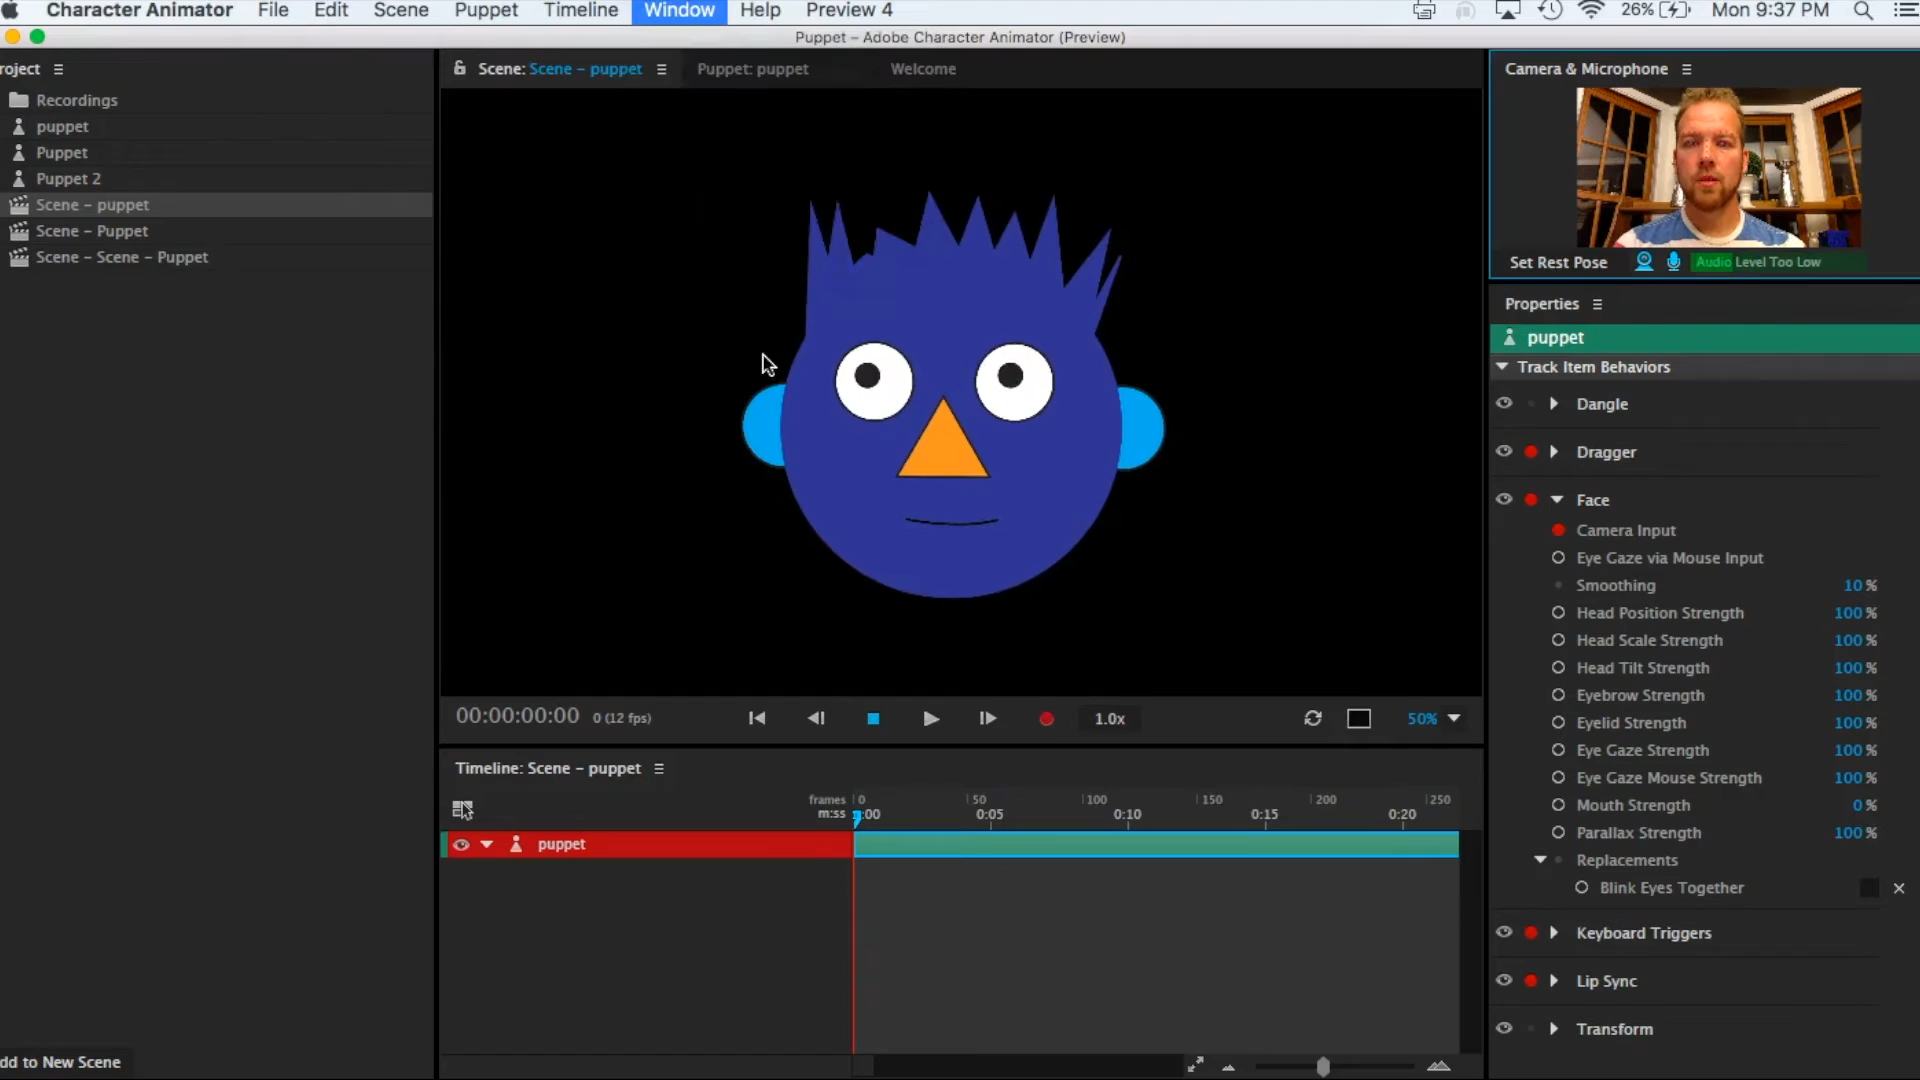 Character Animator File Edit Scene Puppet Timeline Window Help Preview 4 26% Mon 9:37 PM
Puppet – Adobe Character Animator (Preview)
roject
Recordings
puppet
Puppet
Puppet 2
Scene – puppet
Scene – Puppet
Scene – Scene – Puppet
dd to New Scene
Scene: Scene – puppet Puppet: puppet Welcome
00:00:00:00 0 (12 fps) 1.0x 50%
Timeline: Scene – puppet
frames 0 50 100 150 200 250
m:ss :00 0:05 0:10 0:15 0:20
puppet
Camera & Microphone
Set Rest Pose Audio Level Too Low
Properties
puppet
Track Item Behaviors
Dangle
Dragger
Face
Camera Input
Eye Gaze via Mouse Input
Smoothing 10 %
Head Position Strength 100 %
Head Scale Strength 100 %
Head Tilt Strength 100 %
Eyebrow Strength 100 %
Eyelid Strength 100 %
Eye Gaze Strength 100 %
Eye Gaze Mouse Strength 100 %
Mouth Strength 0 %
Parallax Strength 100 %
Replacements
Blink Eyes Together
Keyboard Triggers
Lip Sync
Transform